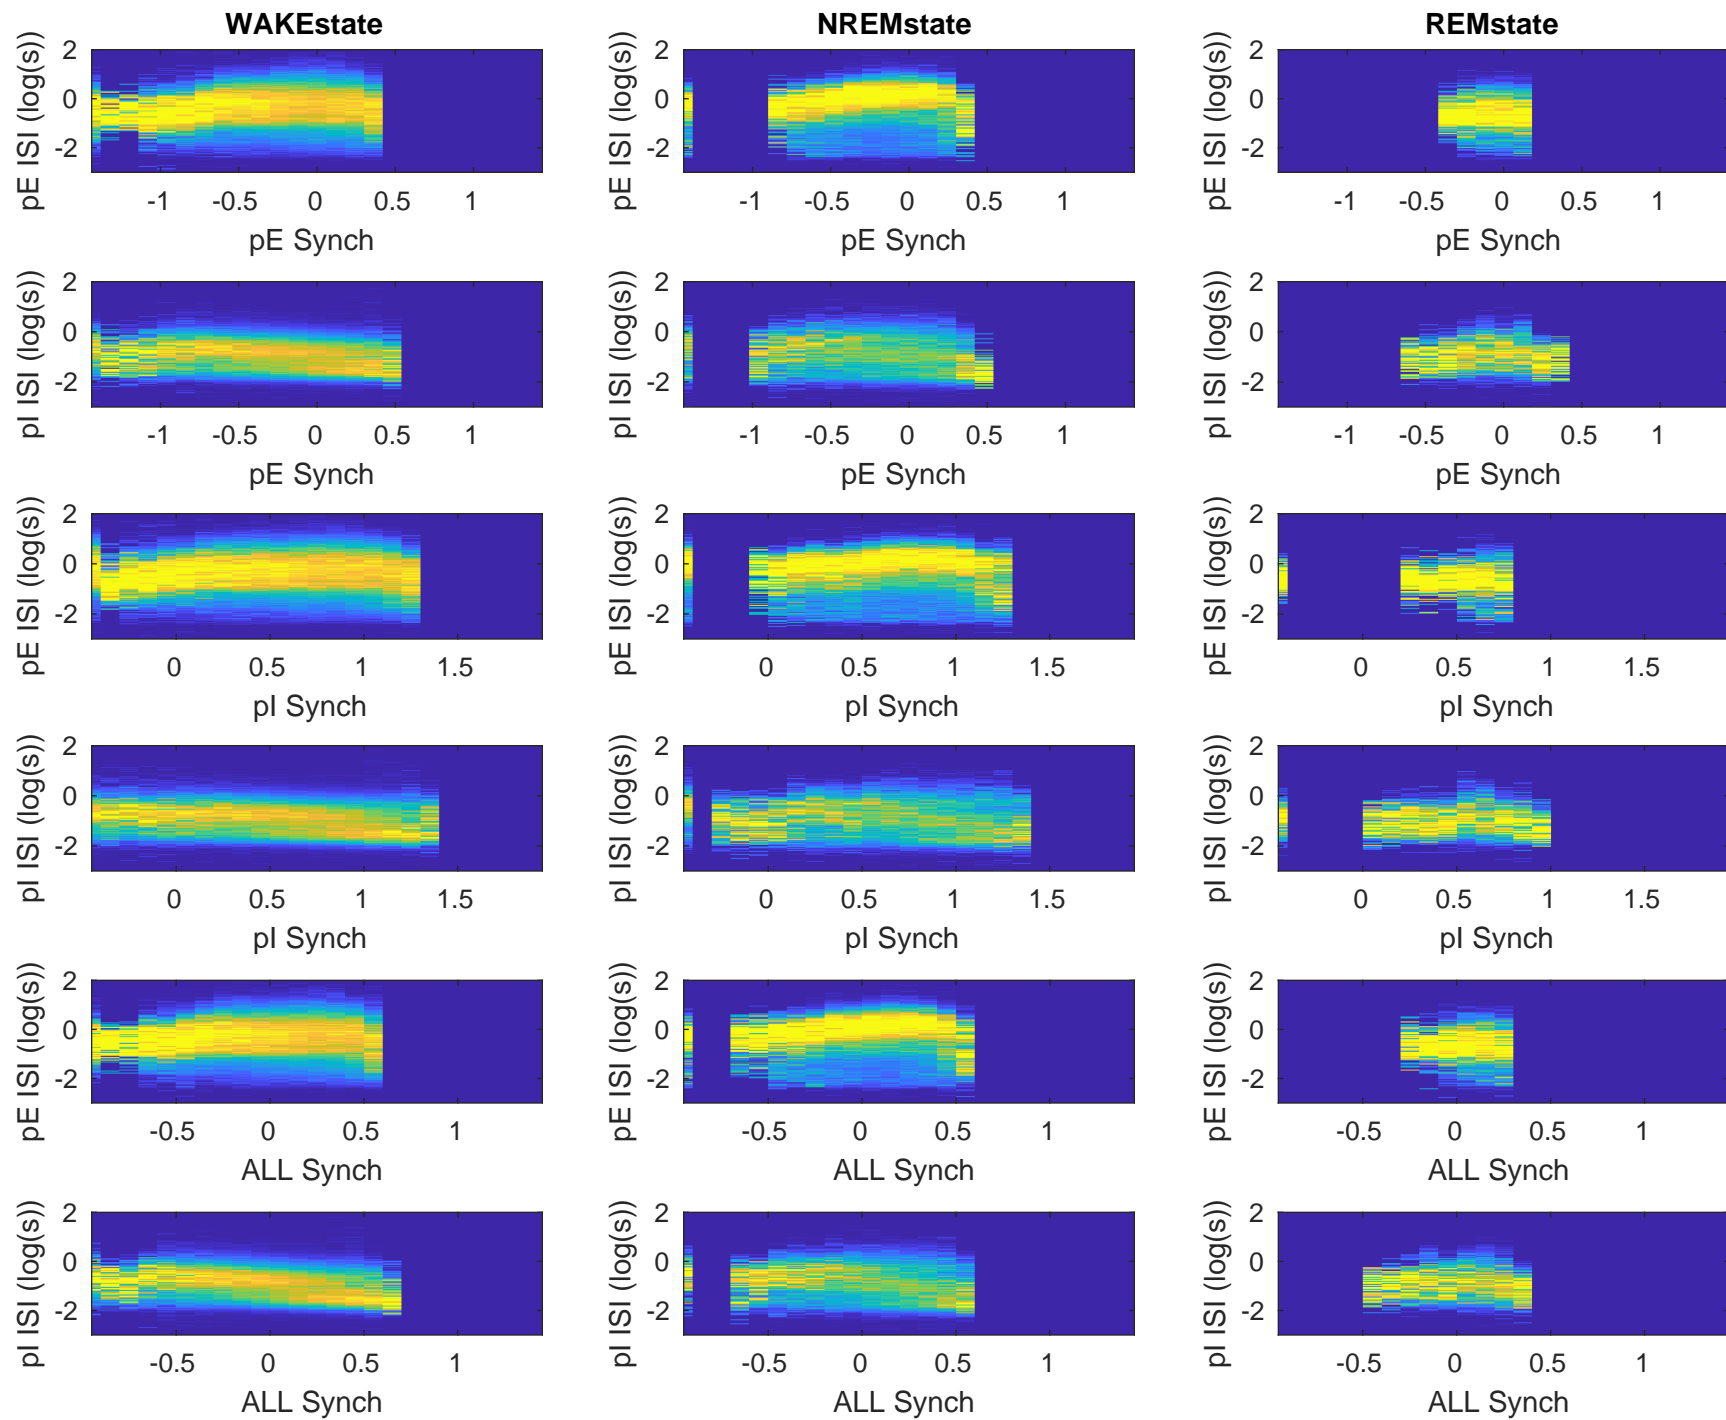 WAKEstate NREMstate REMstate
pE ISI (log(s)) 2 0 -2 pE ISI (log(s)) 2 0 -2 pE ISI (log(s)) 2 0 -2
-1 -0.5 0 0.5 1 -1 -0.5 0 0.5 1 -1 -0.5 0 0.5 1
pE Synch pE Synch pE Synch
pI ISI (log(s)) 2 0 -2 pI ISI (log(s)) 2 0 -2 pI ISI (log(s)) 2 0 -2
-1 -0.5 0 0.5 1 -1 -0.5 0 0.5 1 -1 -0.5 0 0.5 1
pE Synch pE Synch pE Synch
pE ISI (log(s)) 2 0 -2 pE ISI (log(s)) 2 0 -2 pE ISI (log(s)) 2 0 -2
0 0.5 1 1.5 0 0.5 1 1.5 0 0.5 1 1.5
pI Synch pI Synch pI Synch
pI ISI (log(s)) 2 0 -2 pI ISI (log(s)) 2 0 -2 pI ISI (log(s)) 2 0 -2
0 0.5 1 1.5 0 0.5 1 1.5 0 0.5 1 1.5
pI Synch pI Synch pI Synch
pE ISI (log(s)) 2 0 -2 pE ISI (log(s)) 2 0 -2 pE ISI (log(s)) 2 0 -2
-0.5 0 0.5 1 -0.5 0 0.5 1 -0.5 0 0.5 1
ALL Synch ALL Synch ALL Synch
pI ISI (log(s)) 2 0 -2 pI ISI (log(s)) 2 0 -2 pI ISI (log(s)) 2 0 -2
-0.5 0 0.5 1 -0.5 0 0.5 1 -0.5 0 0.5 1
ALL Synch ALL Synch ALL Synch